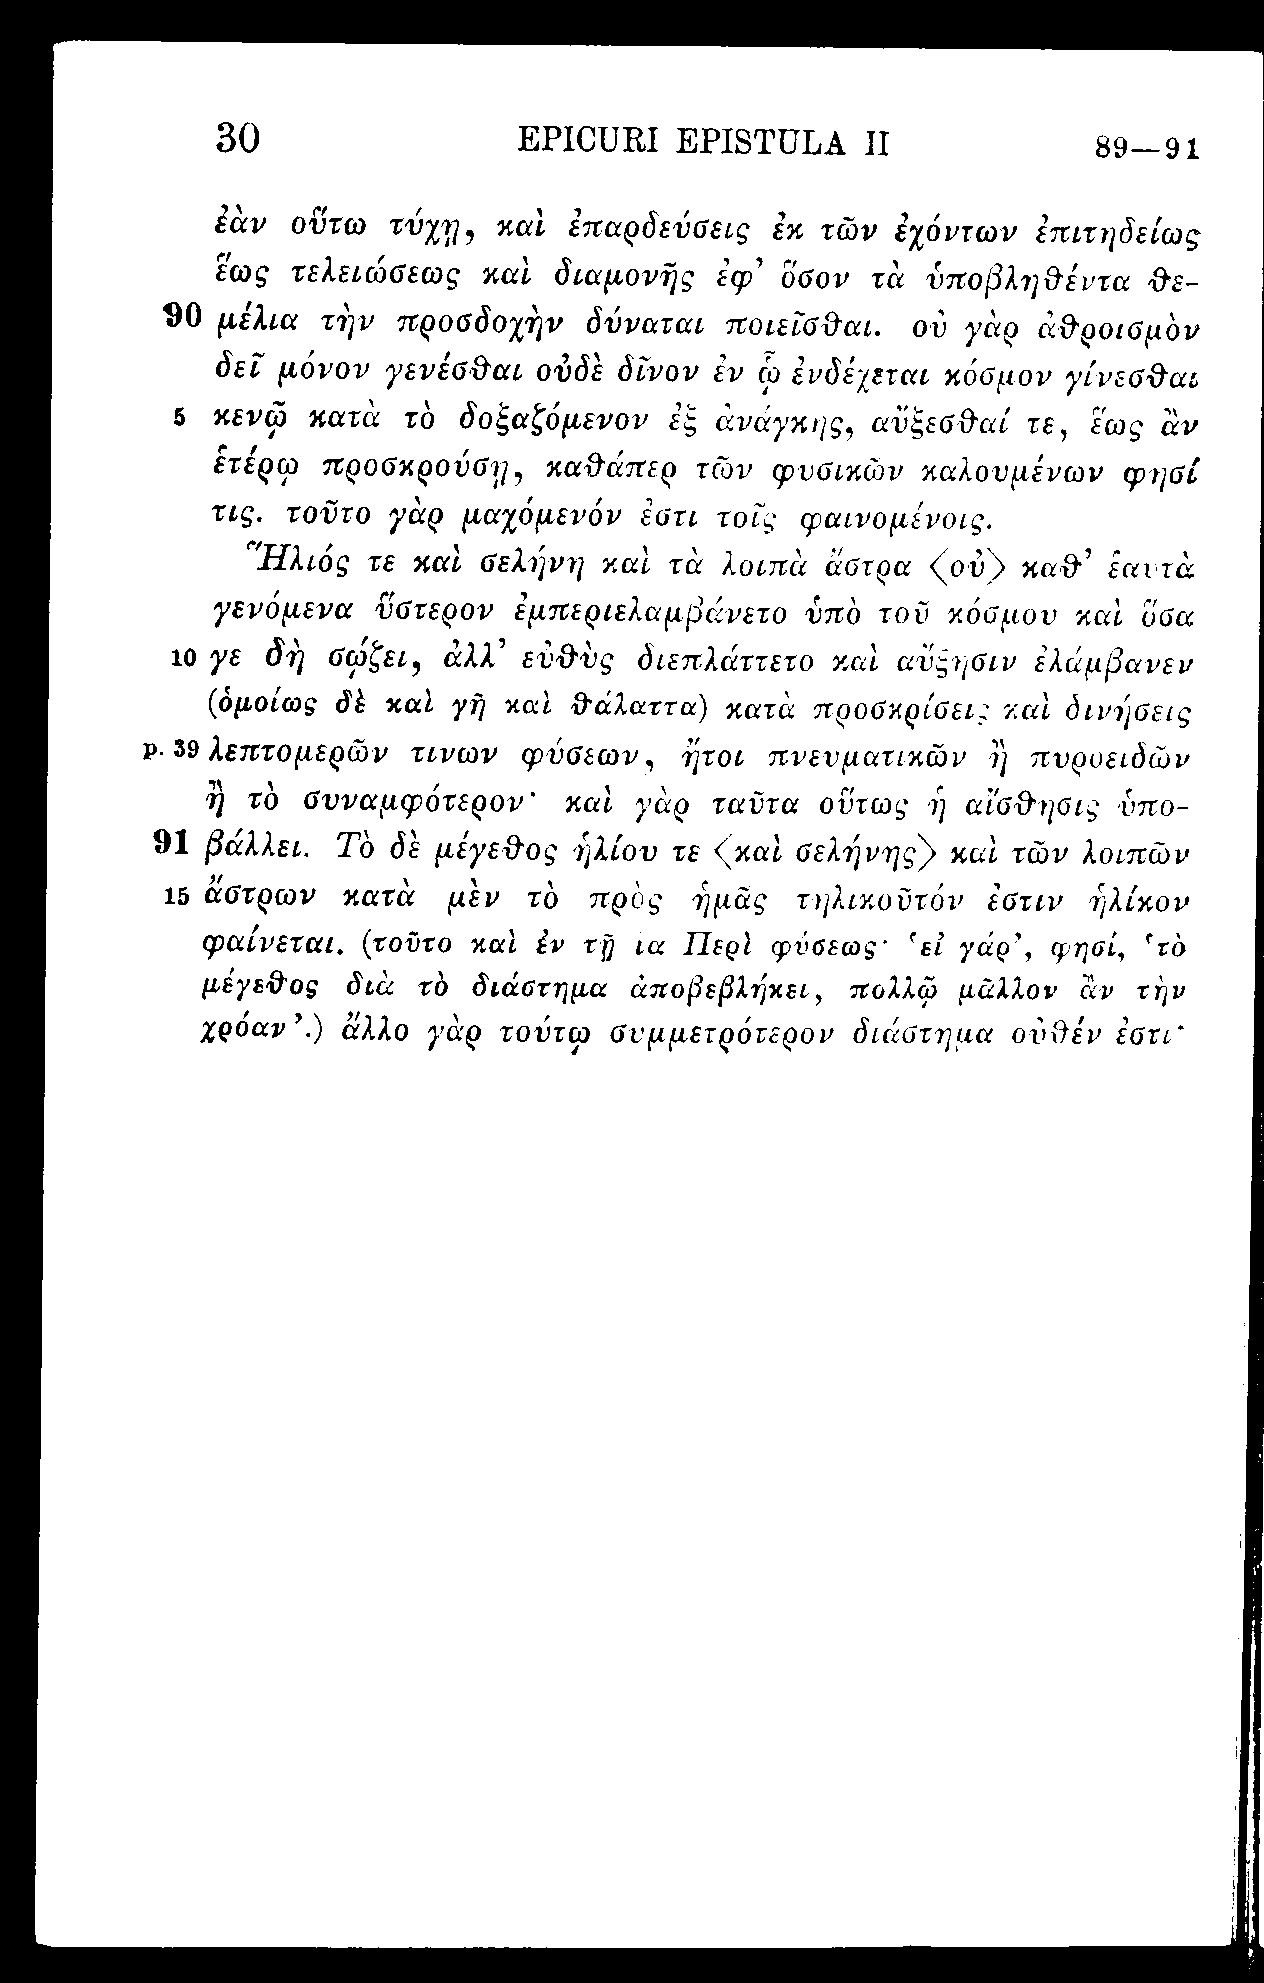 30 EPICURI EPISTULA II 89—91
ἐὰν οὕτω τύχῃ, καὶ ἐπαρδεύσεις ἐκ τῶν ἐχόντων ἐπιτηδείως
ἕως τελειώσεως καὶ διαμονῆς ἐφ’ ὅσον τὰ ὑποβληθέντα θε-
90 μέλια τὴν προσδοχὴν δύναται ποιεῖσθαι. οὐ γὰρ ἀθροισμὸν
δεῖ μόνον γενέσθαι οὐδὲ δῖνον ἐν ᾧ ἐνδέχεται κόσμον γίνεσθαι
5 κενῷ κατὰ τὸ δοξαζόμενον ἐξ ἀνάγκης, αὔξεσθαί τε, ἕως ἂν
ἑτέρῳ προσκρούσῃ, καθάπερ τῶν φυσικῶν καλουμένων φησί
τις. τοῦτο γὰρ μαχόμενόν ἐστι τοῖς φαινομένοις.
Ἥλιός τε καὶ σελήνη καὶ τὰ λοιπὰ ἄστρα ⟨οὐ⟩ καθ’ ἑαυτὰ
γενόμενα ὕστερον ἐμπεριελαμβάνετο ὑπὸ τοῦ κόσμου καὶ ὅσα
10 γε δὴ σῴζει, ἀλλ’ εὐθὺς διεπλάττετο καὶ αὔξησιν ἐλάμβανεν
(ὁμοίως δὲ καὶ γῆ καὶ θάλαττα) κατὰ προσκρίσεις καὶ δινήσεις
p. 39 λεπτομερῶν τινων φύσεων, ἤτοι πνευματικῶν ἢ πυροειδῶν
ἢ τὸ συναμφότερον· καὶ γὰρ ταῦτα οὕτως ἡ αἴσθησις ὑπο-
91 βάλλει. Τὸ δὲ μέγεθος ἡλίου τε ⟨καὶ σελήνης⟩ καὶ τῶν λοιπῶν
15 ἄστρων κατὰ μὲν τὸ πρὸς ἡμᾶς τηλικοῦτόν ἐστιν ἡλίκον
φαίνεται. (τοῦτο καὶ ἐν τῇ ια Περὶ φύσεως· ‘εἰ γάρ’, φησί, ‘τὸ
μέγεθος διὰ τὸ διάστημα ἀποβεβλήκει, πολλῷ μᾶλλον ἂν τὴν
χρόαν’.) ἄλλο γὰρ τούτῳ συμμετρότερον διάστημα οὐθέν ἐστι·